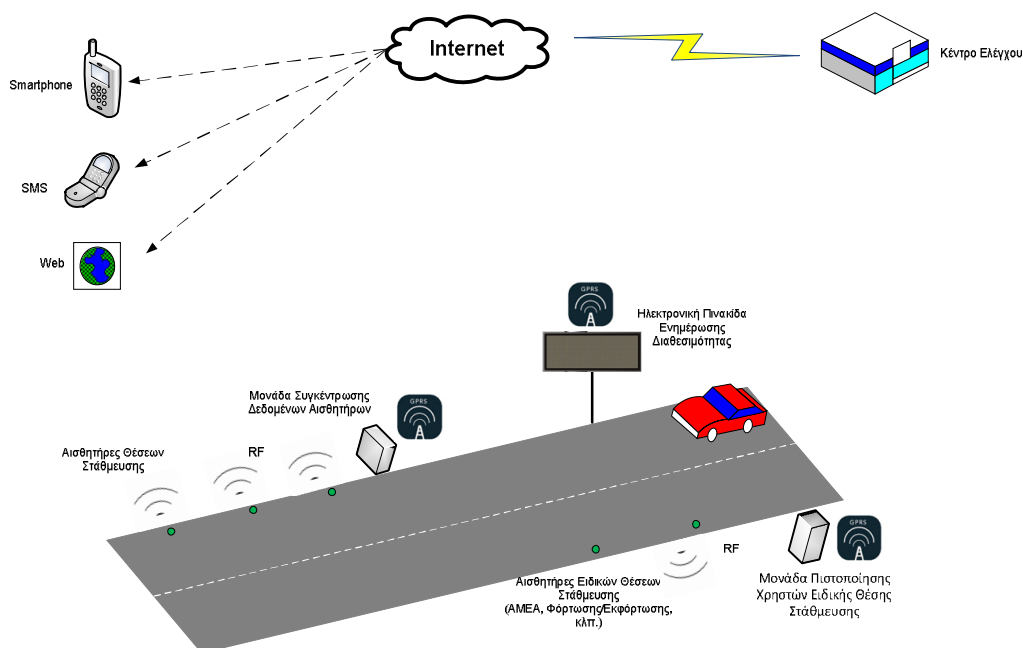 Internet
Κέντρο Ελέγχου
Smartphone
SMS
Web
GPRS
Ηλεκτρονική Πινακίδα
Ενημέρωσης
Διαθεσιμότητας
Μονάδα Συγκέντρωσης
Δεδομένων Αισθητήρων
GPRS
Αισθητήρες Θέσεων
Στάθμευσης
RF
RF
GPRS
Αισθητήρες Ειδικών Θέσεων
Στάθμευσης
(ΑΜΕΑ, Φόρτωσης/Εκφόρτωσης,
κλπ.)
Μονάδα Πιστοποίησης
Χρηστών Ειδικής Θέσης
Στάθμευσης